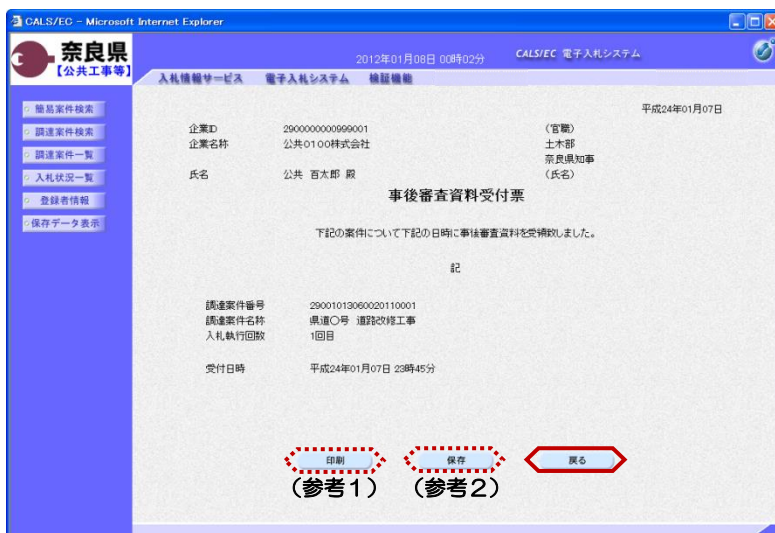 CALS/EC - Microsoft Internet Explorer
奈良県
【公共工事等】
2012年01月08日 00時02分
CALS/EC 電子入札システム
入札情報サービス 電子入札システム 検証機能
簡易案件検索
調達案件検索
調達案件一覧
入札状況一覧
登録者情報
保存データ表示
平成24年01月07日
企業ID 2900000000999001 (官職)
企業名称 公共0100株式会社 土木部
奈良県知事
氏名 公共 百太郎 殿 (氏名)
事後審査資料受付票
下記の案件について下記の日時に事後審査資料を受領致しました。
記
調達案件番号 29001013060020110001
調達案件名称 県道○号 道路改修工事
入札執行回数 1回目
受付日時 平成24年01月07日 23時45分
印刷 保存 戻る
(参考1) (参考2)